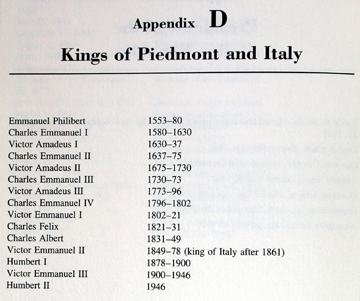 Appendix D
Kings of Piedmont and Italy
Emmanuel Philibert 1553–80
Charles Emmanuel I 1580–1630
Victor Amadeus I 1630–37
Charles Emmanuel II 1637–75
Victor Amadeus II 1675–1730
Charles Emmanuel III 1730–73
Victor Amadeus III 1773–96
Charles Emmanuel IV 1796–1802
Victor Emmanuel I 1802–21
Charles Felix 1821–31
Charles Albert 1831–49
Victor Emmanuel II 1849–78 (king of Italy after 1861)
Humbert I 1878–1900
Victor Emmanuel III 1900–1946
Humbert II 1946